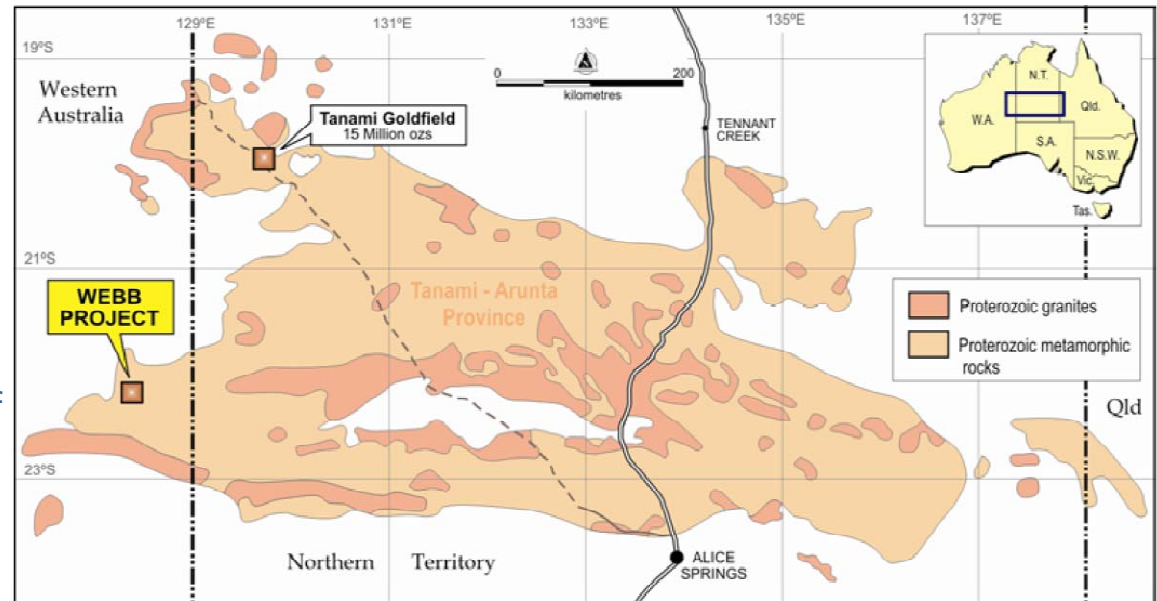 129ºE
131ºE
133ºE
135ºE
137ºE
19ºS
Western
Australia
0
200
kilometres
Tanami Goldfield
15 Million ozs
TENNANT
CREEK
N.T.
W.A.
Qld.
S.A.
N.S.W.
Vic.
Tas.
21ºS
WEBB
PROJECT
Tanami - Arunta
Province
Proterozoic granites
Proterozoic metamorphic
rocks
Qld
23ºS
Northern Territory
ALICE
SPRINGS